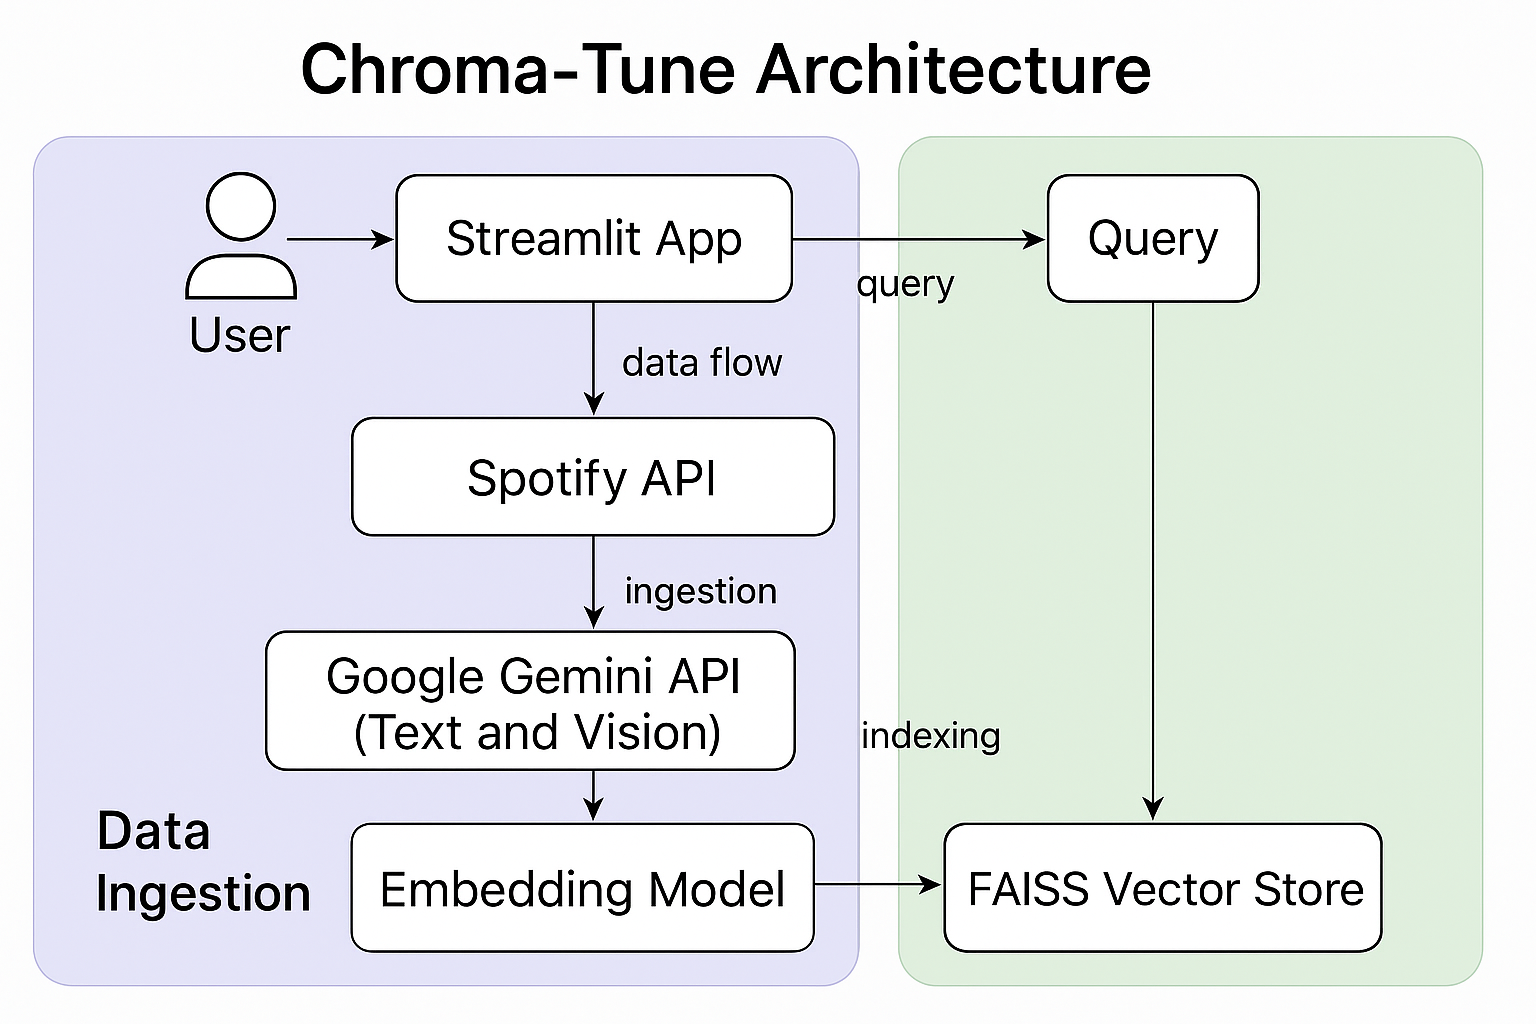 Chroma-Tune Architecture
User
Streamlit App
query
Query
data flow
Spotify API
ingestion
Google Gemini API
(Text and Vision)
indexing
Data
Ingestion
Embedding Model
FAISS Vector Store